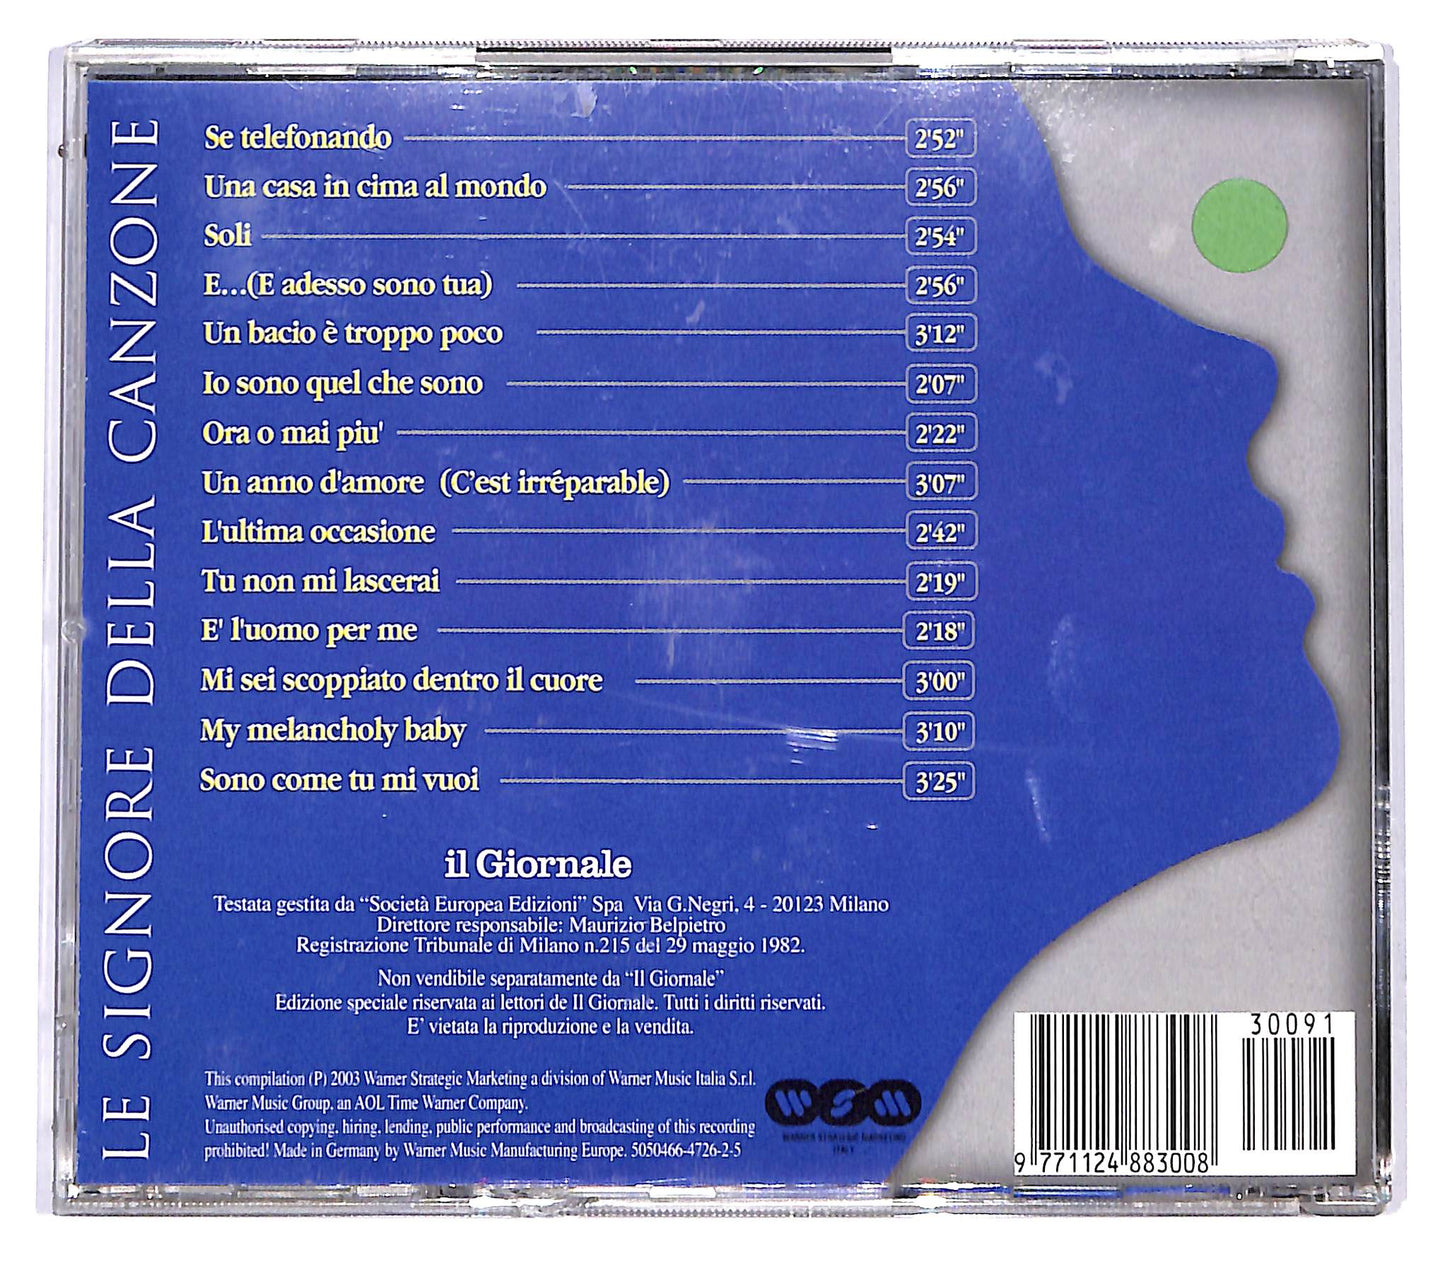 LE SIGNORE DELLA CANZONE
Se telefonando 2'52"
Una casa in cima al mondo 2'56"
Soli 2'54"
E...(E adesso sono tua) 2'56"
Un bacio è troppo poco 3'12"
Io sono quel che sono 2'07"
Ora o mai piu' 2'22"
Un anno d'amore (C'est irréparable) 3'07"
L'ultima occasione 2'42"
Tu non mi lascerai 2'19"
E' l'uomo per me 2'18"
Mi sei scoppiato dentro il cuore 3'00"
My melancholy baby 3'10"
Sono come tu mi vuoi 3'25"
il Giornale
Testata gestita da “Società Europea Edizioni” Spa Via G.Negri, 4 - 20123 Milano
Direttore responsabile: Maurizio Belpietro
Registrazione Tribunale di Milano n.215 del 29 maggio 1982.
Non vendibile separatamente da “Il Giornale”
Edizione speciale riservata ai lettori de Il Giornale. Tutti i diritti riservati.
E' vietata la riproduzione e la vendita.
This compilation (P) 2003 Warner Strategic Marketing a division of Warner Music Italia S.r.l.
Warner Music Group, an AOL Time Warner Company.
Unauthorised copying, hiring, lending, public performance and broadcasting of this recording
prohibited! Made in Germany by Warner Music Manufacturing Europe. 5050466-4726-2-5
WSM
WARNER STRATEGIC MARKETING
ITALY
30091
9 771124 883008